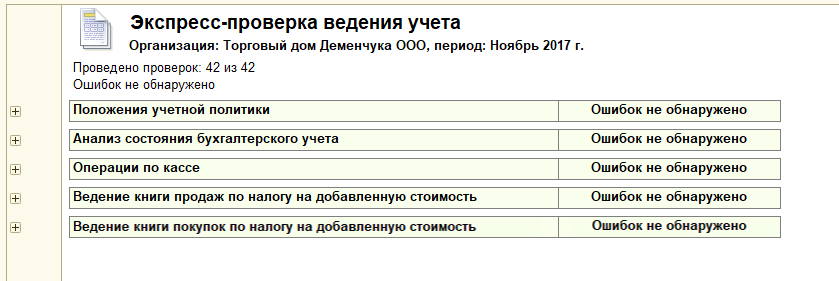 Экспресс-проверка ведения учета
Организация: Торговый дом Деменчука ООО, период: Ноябрь 2017 г.
Проведено проверок: 42 из 42
Ошибок не обнаружено
Положения учетной политики Ошибок не обнаружено
Анализ состояния бухгалтерского учета Ошибок не обнаружено
Операции по кассе Ошибок не обнаружено
Ведение книги продаж по налогу на добавленную стоимость Ошибок не обнаружено
Ведение книги покупок по налогу на добавленную стоимость Ошибок не обнаружено